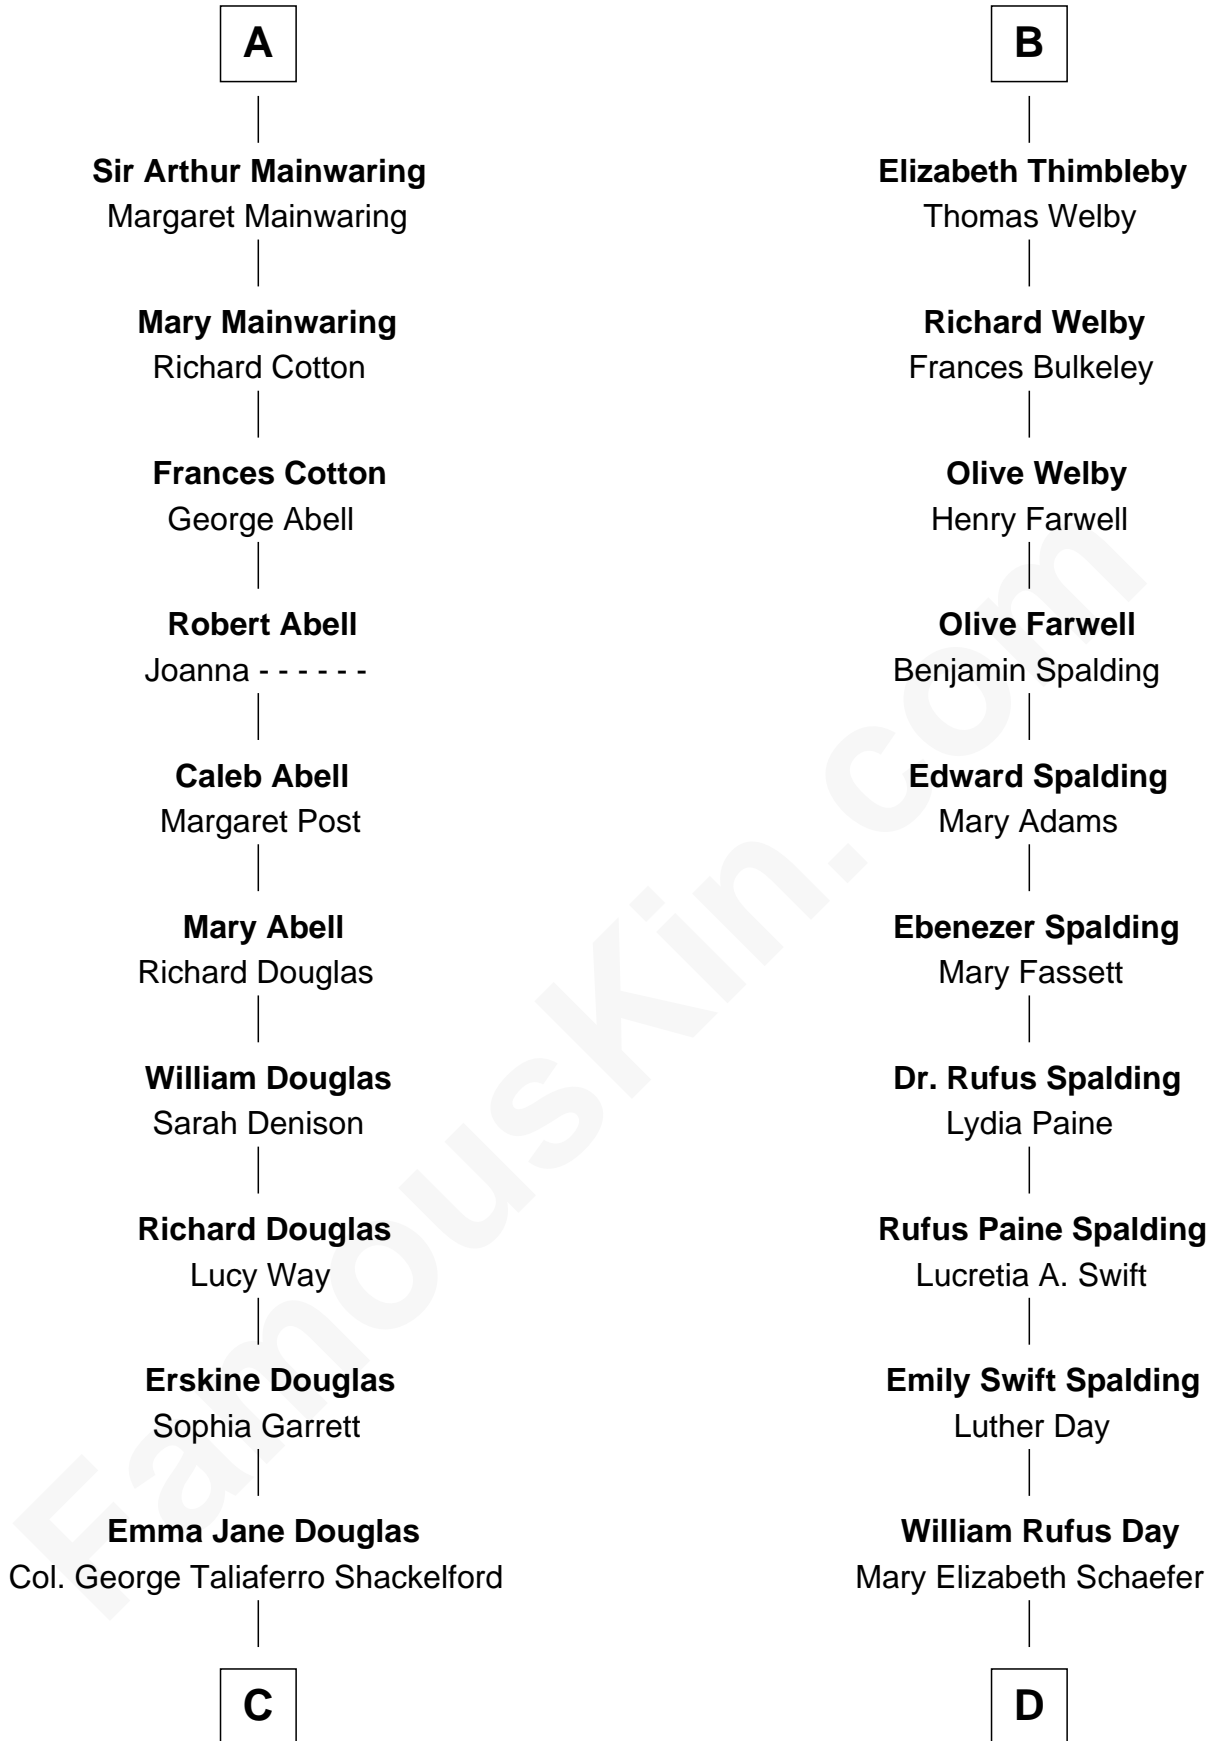 A
Sir Arthur Mainwaring
Margaret Mainwaring
Mary Mainwaring
Richard Cotton
Frances Cotton
George Abell
Robert Abell
Joanna - - - - - -
Caleb Abell
Margaret Post
Mary Abell
Richard Douglas
William Douglas
Sarah Denison
Richard Douglas
Lucy Way
Erskine Douglas
Sophia Garrett
Emma Jane Douglas
Col. George Taliaferro Shackelford
C
B
Elizabeth Thimbleby
Thomas Welby
Richard Welby
Frances Bulkeley
Olive Welby
Henry Farwell
Olive Farwell
Benjamin Spalding
Edward Spalding
Mary Adams
Ebenezer Spalding
Mary Fassett
Dr. Rufus Spalding
Lydia Paine
Rufus Paine Spalding
Lucretia A. Swift
Emily Swift Spalding
Luther Day
William Rufus Day
Mary Elizabeth Schaefer
D
FamousKin.com